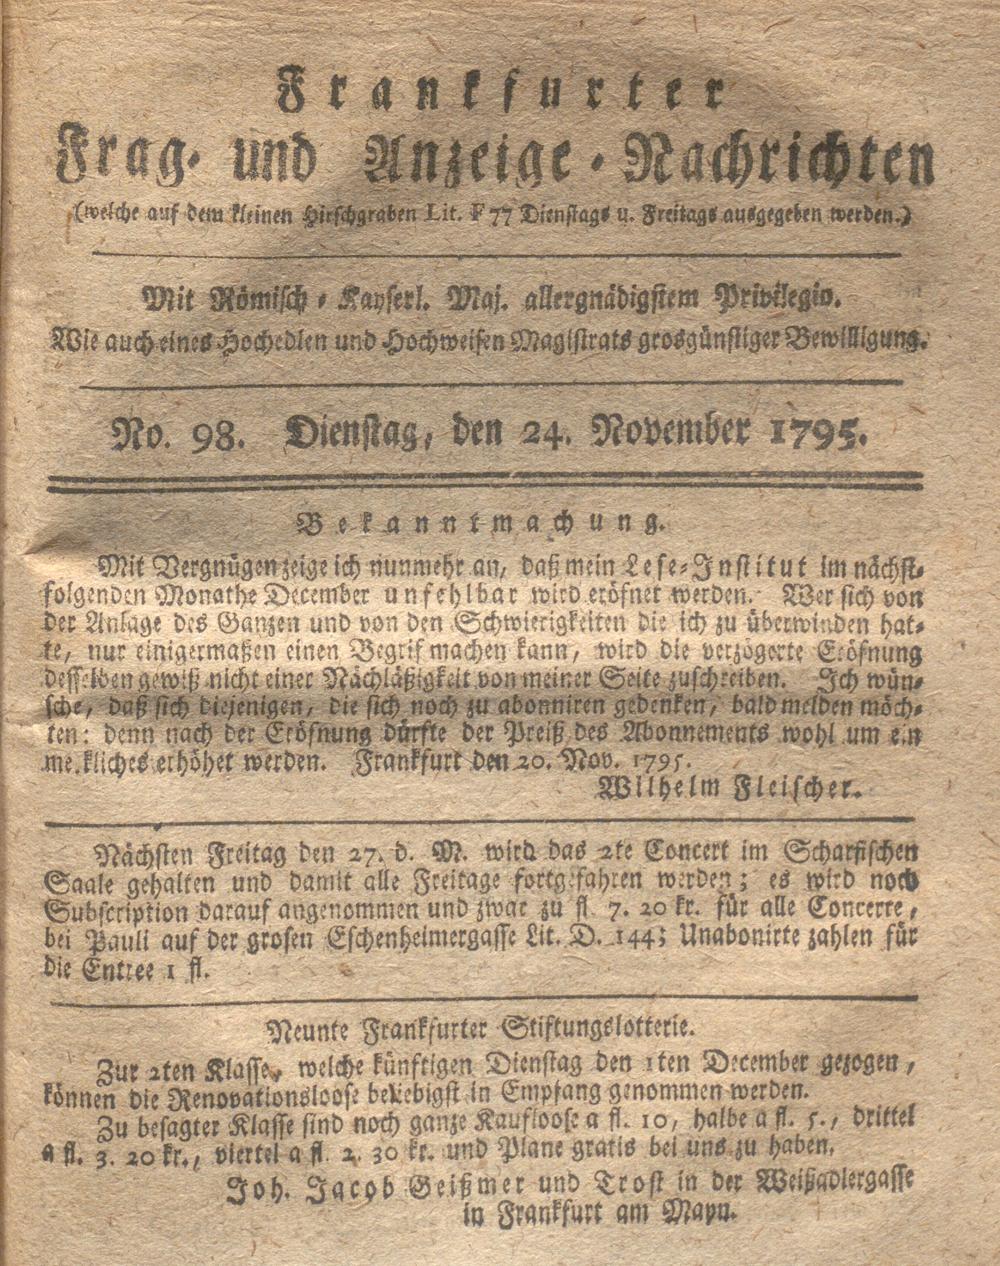 Frankfurter
Frag- und Anzeige-Nachrichten
(welche auf dem kleinen Hirschgraben Lit. F 77 Dienstags u. Freitags ausgegeben werden.)
Mit Römisch-Kayserl. Maj. allergnädigstem Privilegio.
Wie auch eines Hochedlen und Hochweisen Magistrats grosgünstiger Bewilligung.
No. 98. Dienstag, den 24. November 1795.
Bekanntmachung.
Mit Vergnügen zeige ich nunmehr an, daß mein Lese-Institut im nächst-
folgenden Monathe December unfehlbar wird eröfnet werden. Wer sich von
der Anlage des Ganzen und von den Schwierigkeiten die ich zu überwinden hat-
te, nur einigermaßen einen Begrif machen kann, wird die verzögerte Eröfnung
desselben gewiß nicht einer Nächläßigkeit von meiner Seite zuschreiben. Ich wün-
sche, daß sich diejenigen, die sich noch zu abonniren gedenken, bald melden möch-
ten: denn nach der Eröfnung dürfte der Preiß des Abonnements wohl um ein
merkliches erhöhet werden. Frankfurt den 20. Nov. 1795.
Wilhelm Fleischer.
Nächsten Freitag den 27. d. M. wird das 2te Concert im Scharfischen
Saale gehalten und damit alle Freitage fortgefahren werden; es wird noch
Subscription darauf angenommen und zwar zu fl. 7. 20 kr. für alle Concerte,
bei Pauli auf der grosen Eschenheimergasse Lit. D. 144; Unabonirte zahlen für
die Entree 1 fl.
Neunte Frankfurter Stiftungslotterie.
Zur 2ten Klasse, welche künftigen Dienstag den 1ten December gezogen,
können die Renovationsloose beliebigst in Empfang genommen werden.
Zu besagter Klasse sind noch ganze Kaufloose a fl. 10, halbe a fl. 5., drittel
a fl. 3. 20 kr., viertel a fl. 2. 30 kr. und Plane gratis bei uns zu haben.
Joh. Jacob Geißmer und Trost in der Weißadlergasse
in Frankfurt am Mayn.